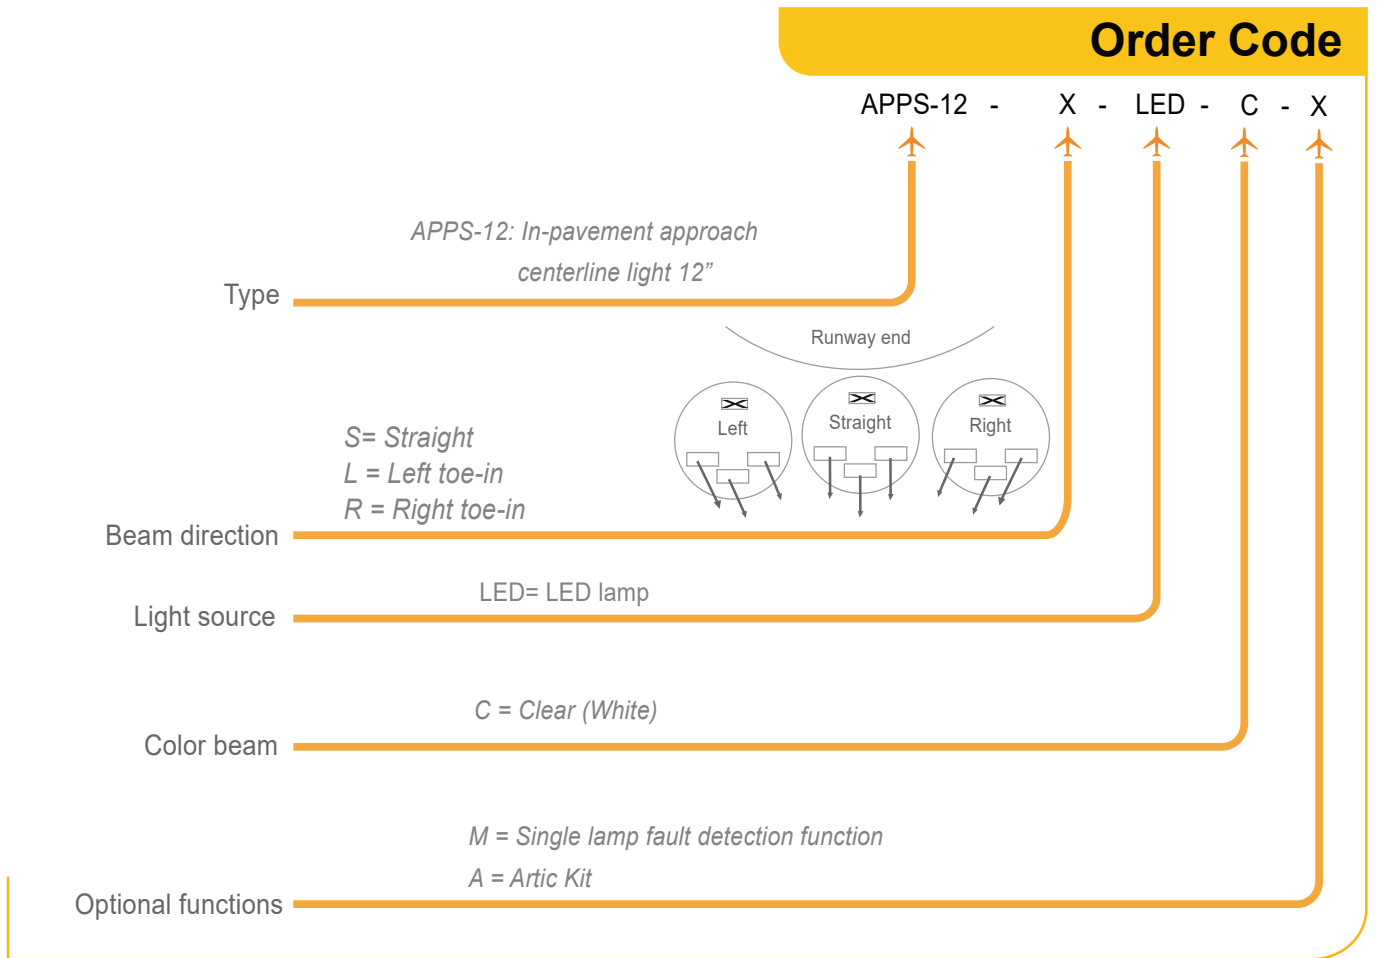 Order Code
APPS-12 - X - LED - C - X
APPS-12: In-pavement approach
centerline light 12”
Type
Runway end
Left
Straight
Right
S= Straight
L = Left toe-in
R = Right toe-in
Beam direction
LED= LED lamp
Light source
C = Clear (White)
Color beam
M = Single lamp fault detection function
A = Artic Kit
Optional functions